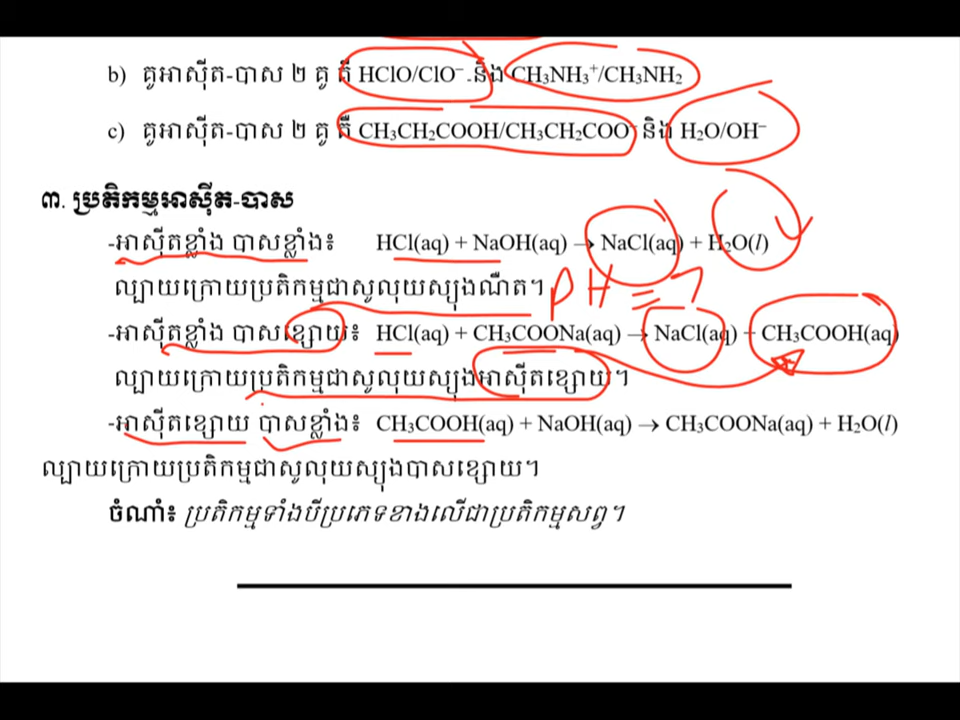 b) គូអាស៊ីត-បាស ២ គូ គឺ HClO/ClO⁻ និង CH₃NH₃⁺/CH₃NH₂
c) គូអាស៊ីត-បាស ២ គូ គឺ CH₃CH₂COOH/CH₃CH₂COO⁻ និង H₂O/OH⁻
៣. ប្រតិកម្មអាស៊ីត-បាស
-អាស៊ីតខ្លាំង បាសខ្លាំង៖ HCl(aq) + NaOH(aq) → NaCl(aq) + H₂O(l)
ល្បាយក្រោយប្រតិកម្មជាសូលុយស្យុងណឺត។ pH = 7
-អាស៊ីតខ្លាំង បាសខ្សោយ៖ HCl(aq) + CH₃COONa(aq) → NaCl(aq) + CH₃COOH(aq)
ល្បាយក្រោយប្រតិកម្មជាសូលុយស្យុងអាស៊ីតខ្សោយ។
-អាស៊ីតខ្សោយ បាសខ្លាំង៖ CH₃COOH(aq) + NaOH(aq) → CH₃COONa(aq) + H₂O(l)
ល្បាយក្រោយប្រតិកម្មជាសូលុយស្យុងបាសខ្សោយ។
ចំណាំ៖ ប្រតិកម្មទាំងបីប្រភេទខាងលើជាប្រតិកម្មសព្វ។